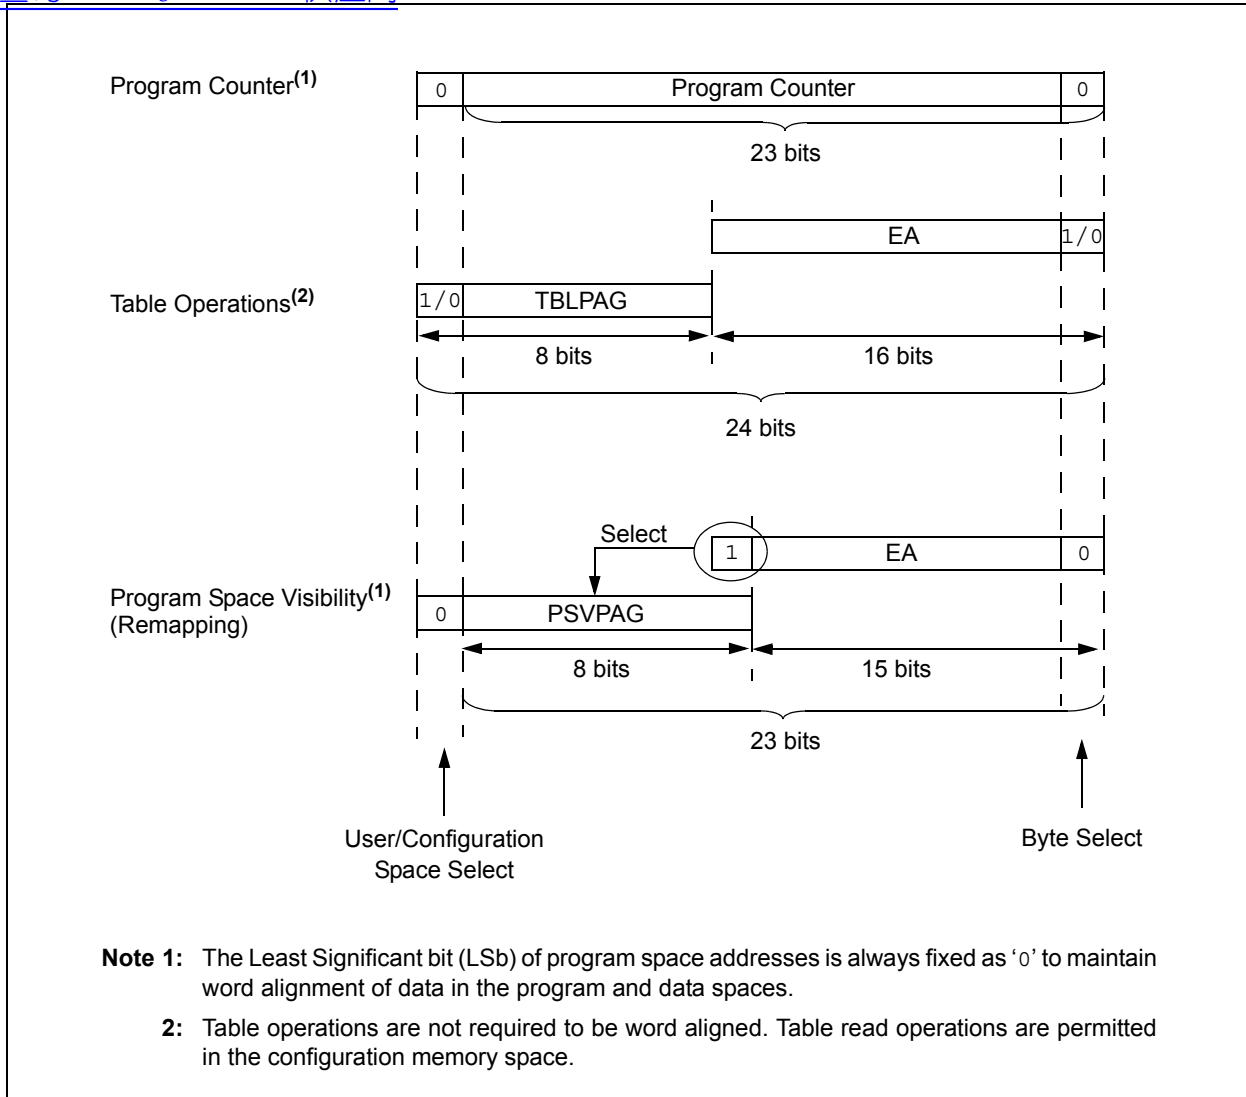 Program Counter(1)
0 Program Counter 0
23 bits
EA 1/0
Table Operations(2)
1/0 TBLPAG
8 bits 16 bits
24 bits
Select
1 EA 0
Program Space Visibility(1)
(Remapping)
0 PSVPAG
8 bits 15 bits
23 bits
User/Configuration
Space Select
Byte Select
Note 1: The Least Significant bit (LSb) of program space addresses is always fixed as ‘0’ to maintain
word alignment of data in the program and data spaces.
2: Table operations are not required to be word aligned. Table read operations are permitted
in the configuration memory space.